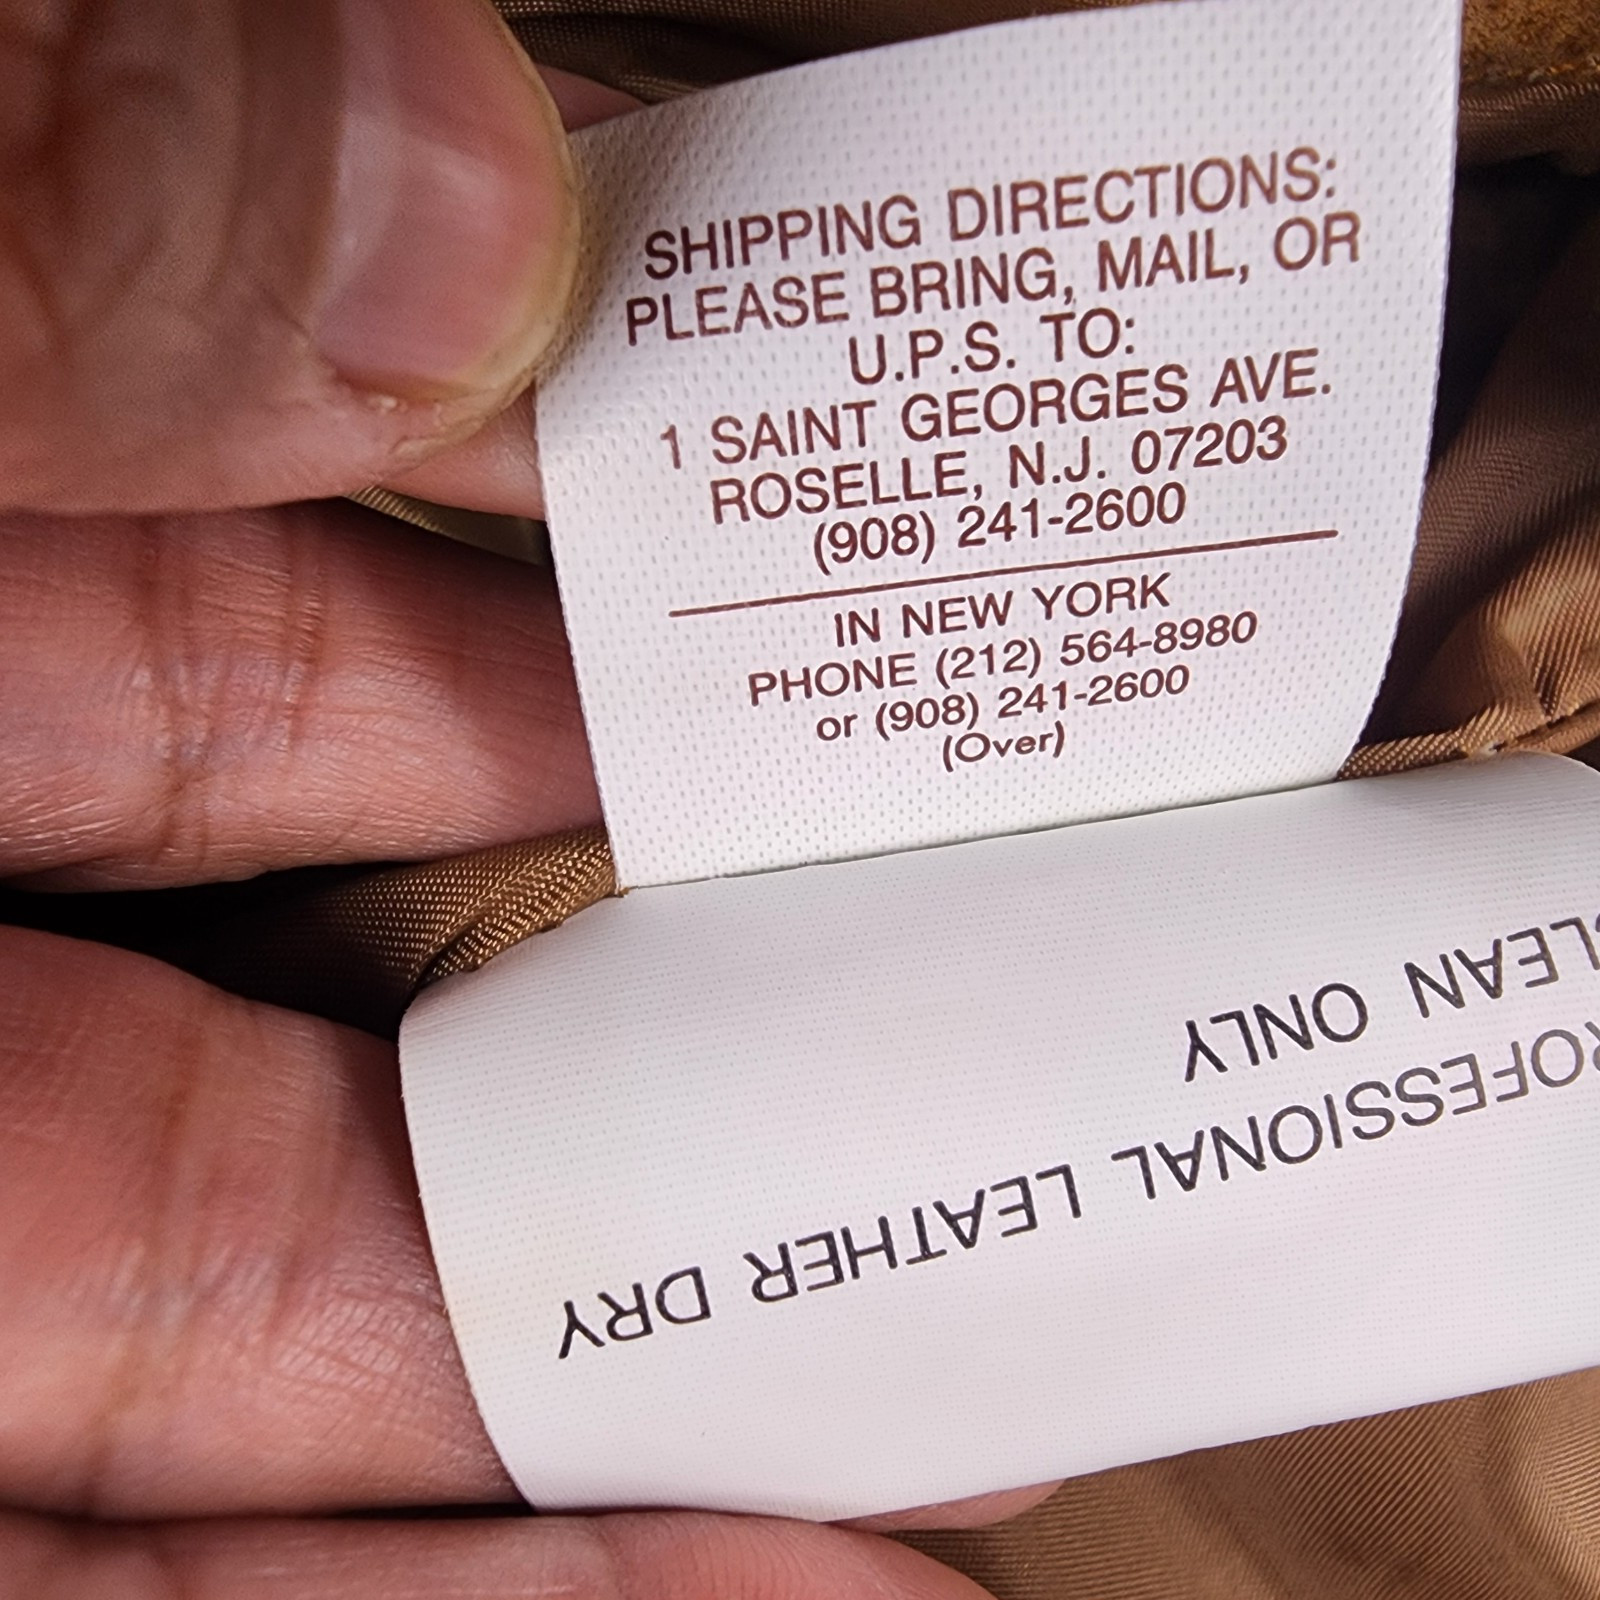 SHIPPING DIRECTIONS:
PLEASE BRING, MAIL, OR
U.P.S. TO:
1 SAINT GEORGES AVE.
ROSELLE, N.J. 07203
(908) 241-2600
IN NEW YORK
PHONE (212) 564-8980
or (908) 241-2600
(Over)
ROFESSIONAL LEATHER DRY
LEAN ONLY